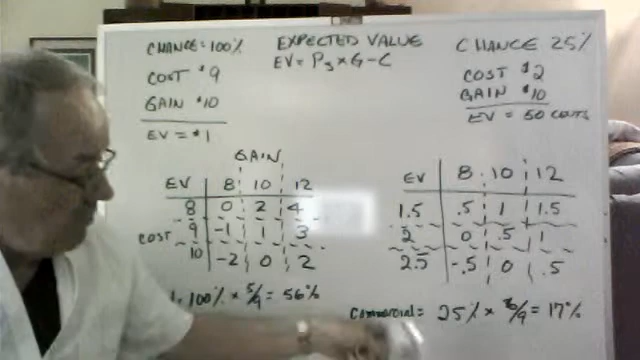 CHANCE = 100%
COST $9
GAIN $10
EV = $1
EXPECTED VALUE
EV = Ps × G - C
CHANCE 25%
COST $2
GAIN $10
EV = 50 CENTS
GAIN
EV 8 10 12
8 0 2 4
COST 9 -1 1 3
10 -2 0 2
100% × 5/9 = 56%
EV 8 10 12
1.5 .5 1 1.5
2 0 .5 1
2.5 -.5 0 .5
Commercial = 25% × 6/9 = 17%